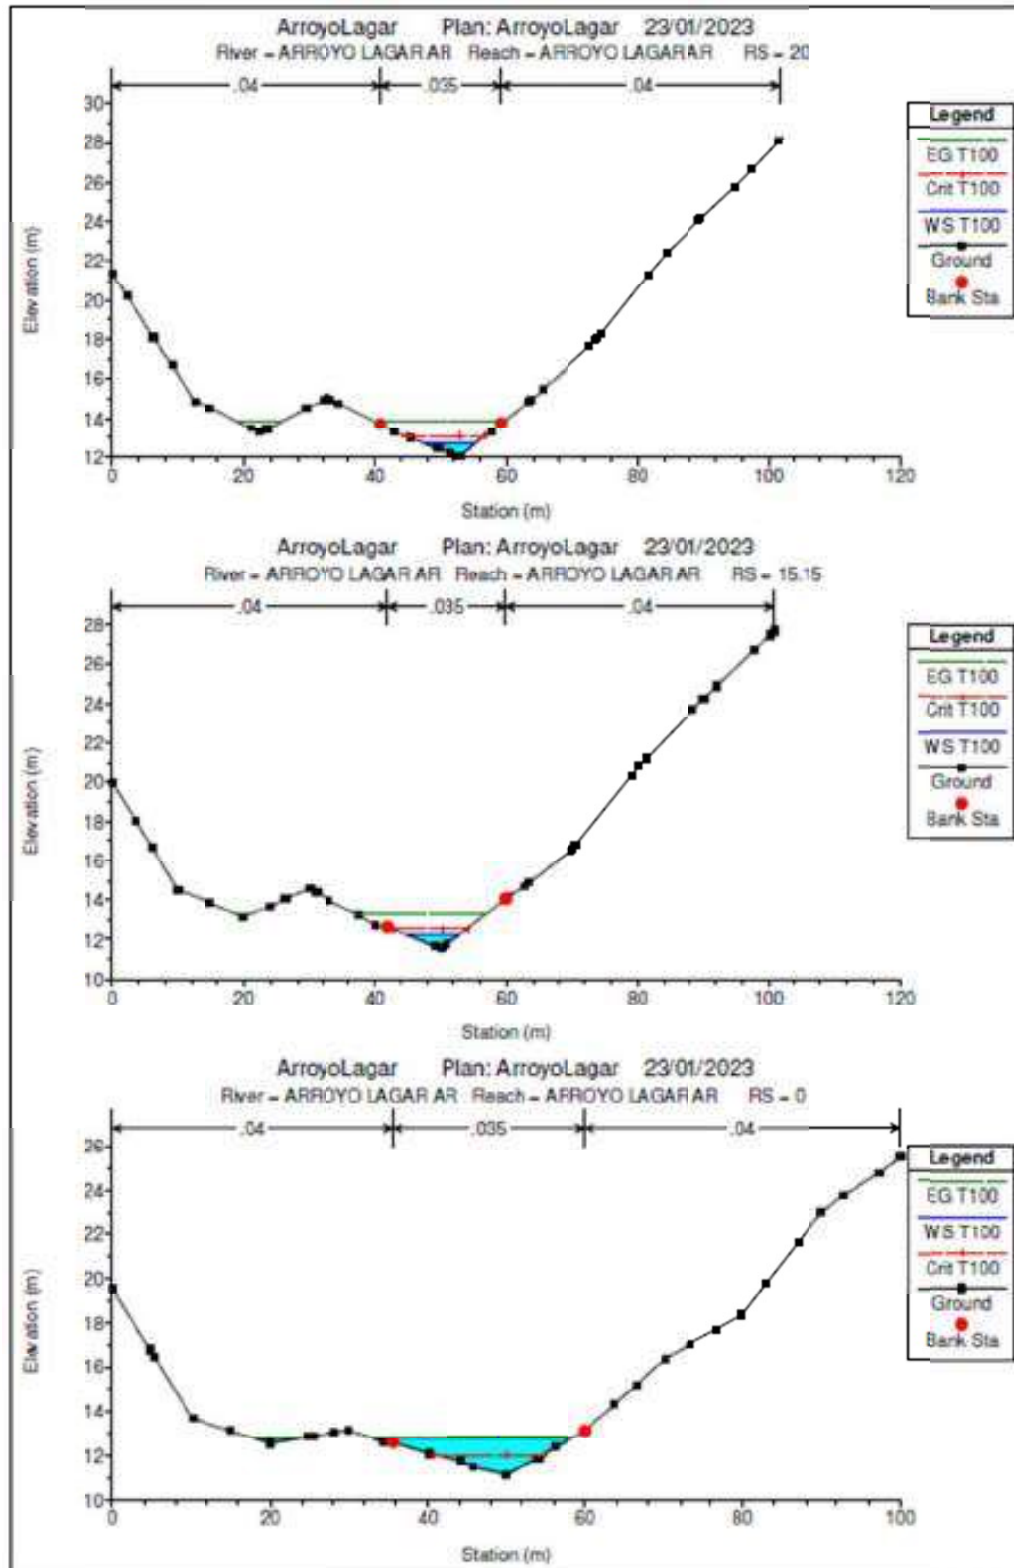 ArroyoLagar Plan: ArroyoLagar 23/01/2023
River = ARROYO LAGAR AR Reach = ARROYO LAGAR AR RS = 20
.04 .035 .04
30
28
26
24
22
20
18
16
14
12
Elevation (m)
0 20 40 60 80 100 120
Station (m)
Legend
EG T100
Crit T100
WS T100
Ground
Bank Sta
ArroyoLagar Plan: ArroyoLagar 23/01/2023
River = ARROYO LAGAR AR Reach = ARROYO LAGAR AR RS = 15.15
.04 .035 .04
28
26
24
22
20
18
16
14
12
10
Elevation (m)
0 20 40 60 80 100 120
Station (m)
Legend
EG T100
Crit T100
WS T100
Ground
Bank Sta
ArroyoLagar Plan: ArroyoLagar 23/01/2023
River = ARROYO LAGAR AR Reach = ARROYO LAGAR AR RS = 0
.04 .035 .04
26
24
22
20
18
16
14
12
10
Elevation (m)
0 20 40 60 80 100
Station (m)
Legend
EG T100
WS T100
Crit T100
Ground
Bank Sta